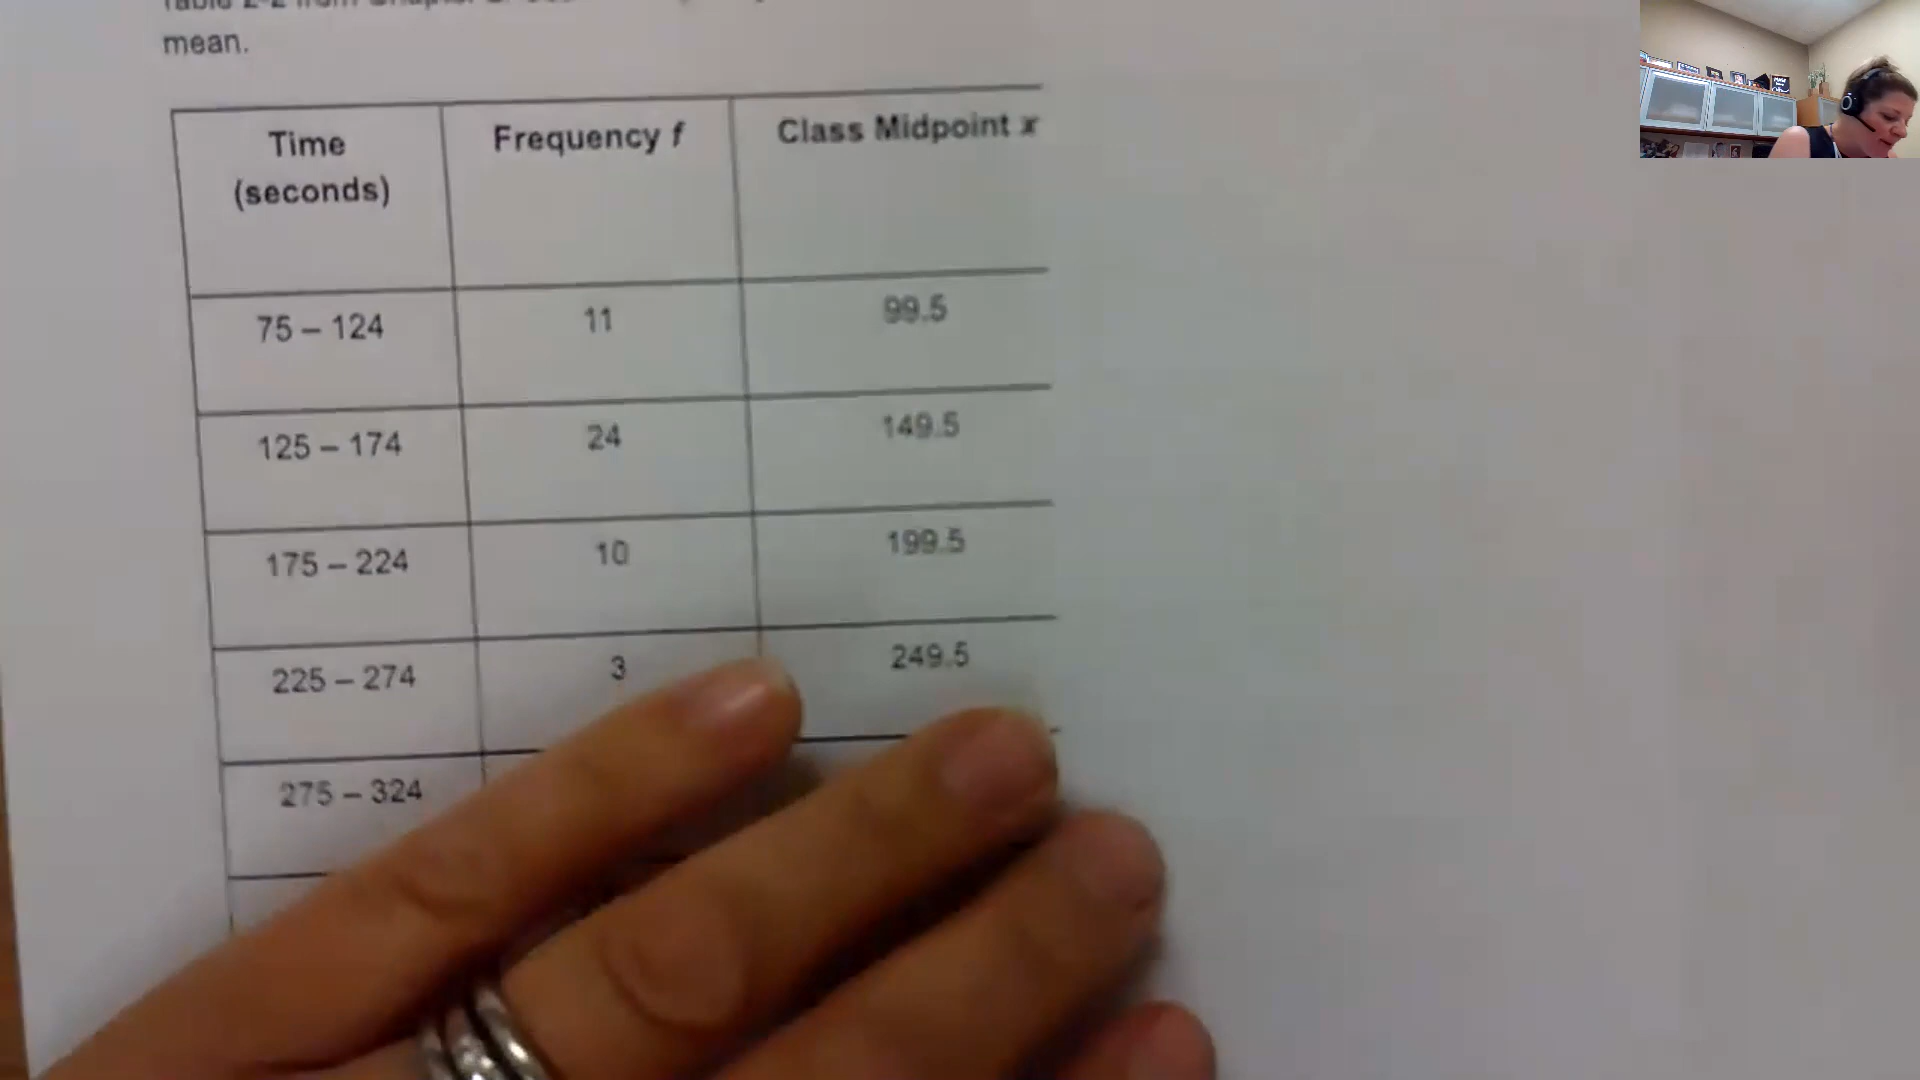 mean.
Time (seconds) Frequency f Class Midpoint x
75 – 124 11 99.5
125 – 174 24 149.5
175 – 224 10 199.5
225 – 274 3 249.5
275 – 324